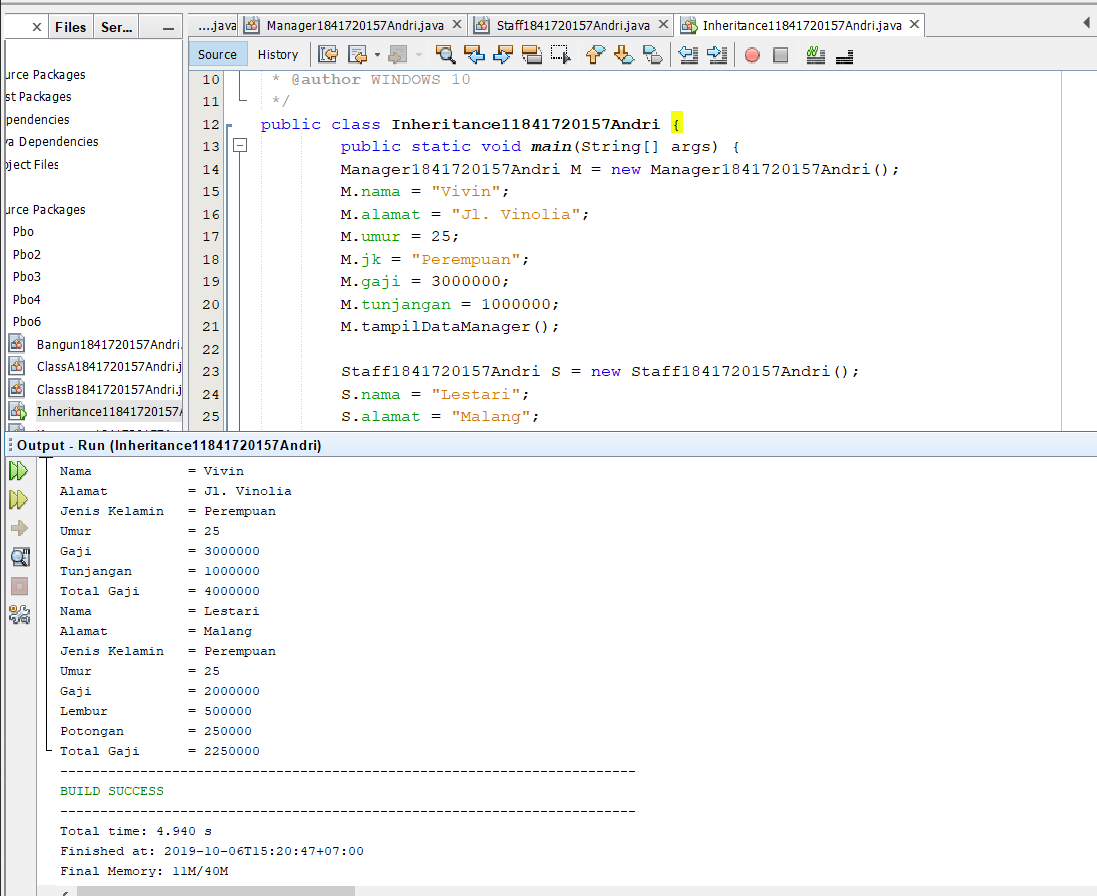 Files Ser...
....java Manager1841720157Andri.java Staff1841720157Andri.java Inheritance11841720157Andri.java
Source History
urce Packages
st Packages
pendencies
va Dependencies
oject Files
urce Packages
Pbo
Pbo2
Pbo3
Pbo4
Pbo6
Bangun1841720157Andri.
ClassA1841720157Andri.j
ClassB1841720157Andri.j
Inheritance11841720157A
10 * @author WINDOWS 10
11 */
12 public class Inheritance11841720157Andri {
13 public static void main(String[] args) {
14 Manager1841720157Andri M = new Manager1841720157Andri();
15 M.nama = "Vivin";
16 M.alamat = "Jl. Vinolia";
17 M.umur = 25;
18 M.jk = "Perempuan";
19 M.gaji = 3000000;
20 M.tunjangan = 1000000;
21 M.tampilDataManager();
22
23 Staff1841720157Andri S = new Staff1841720157Andri();
24 S.nama = "Lestari";
25 S.alamat = "Malang";
Output - Run (Inheritance11841720157Andri)
Nama = Vivin
Alamat = Jl. Vinolia
Jenis Kelamin = Perempuan
Umur = 25
Gaji = 3000000
Tunjangan = 1000000
Total Gaji = 4000000
Nama = Lestari
Alamat = Malang
Jenis Kelamin = Perempuan
Umur = 25
Gaji = 2000000
Lembur = 500000
Potongan = 250000
Total Gaji = 2250000
------------------------------------------------------------------------
BUILD SUCCESS
------------------------------------------------------------------------
Total time: 4.940 s
Finished at: 2019-10-06T15:20:47+07:00
Final Memory: 11M/40M